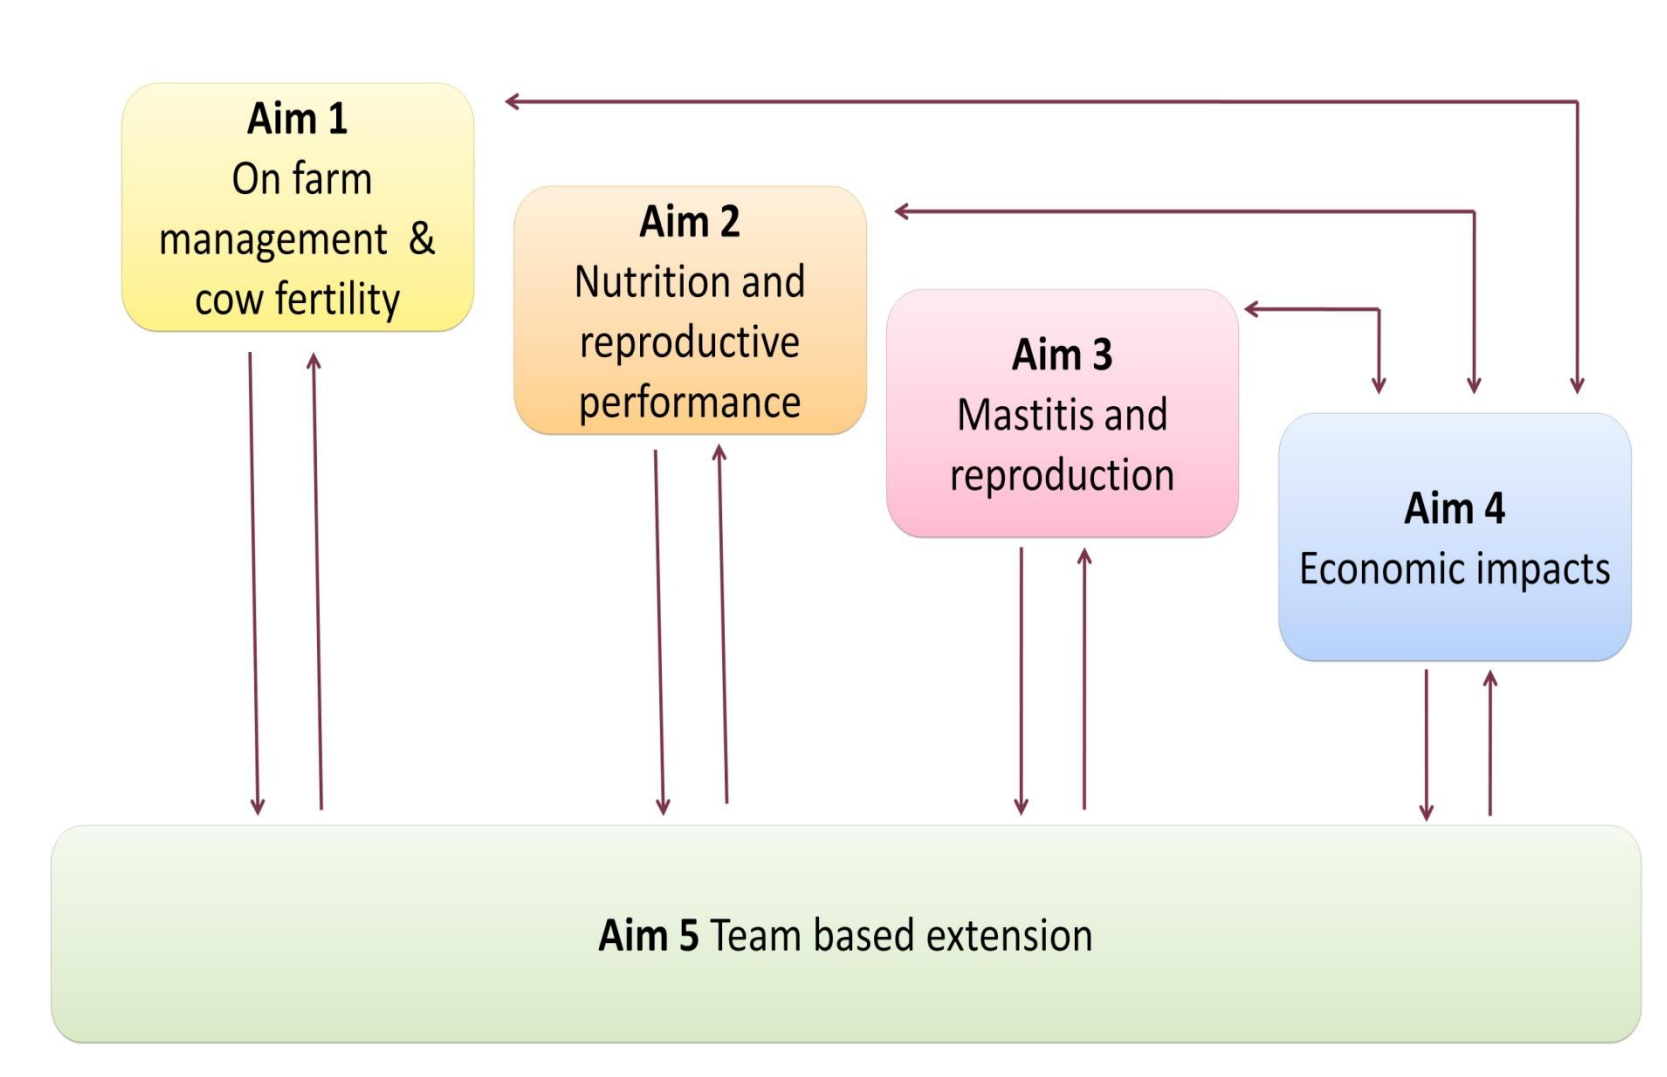 Aim 1
On farm
management  &
cow fertility
Aim 2
Nutrition and
reproductive
performance
Aim 3
Mastitis and
reproduction
Aim 4
Economic impacts
Aim 5 Team based extension